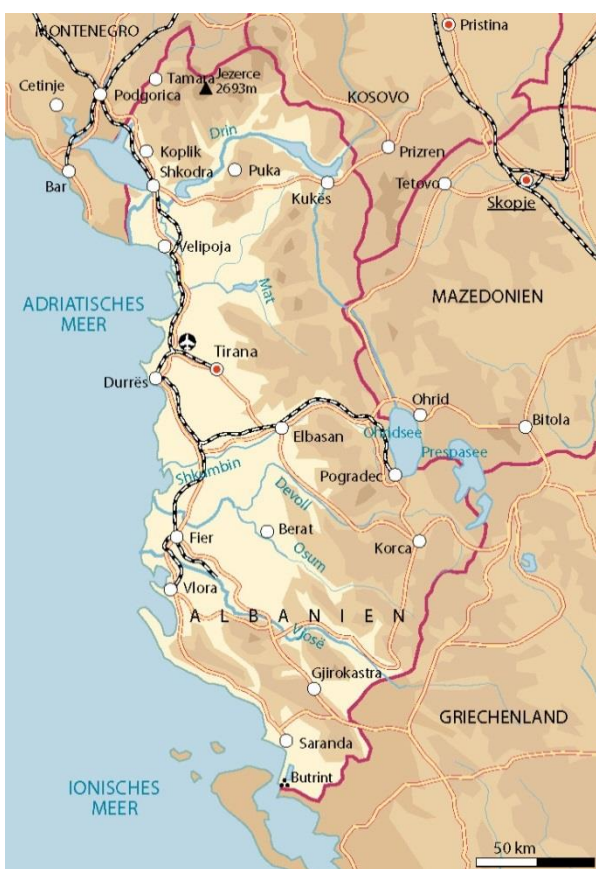 MONTENEGRO
Pristina
Tamara
Jezerce
2693m
Cetinje
Podgorica
KOSOVO
Drin
Koplik
Prizren
Shkodra
Puka
Bar
Kukës
Tetovo
Skopje
Velipoja
Mat
ADRIATISCHES
MEER
MAZEDONIEN
Tirana
Durrës
Ohrid
Bitola
Elbasan
Ohridsee
Prespasee
Shkumbin
Pogradec
Devoll
Fier
Berat
Korca
Osum
Vlora
ALBANIEN
Vjosë
Gjirokastra
GRIECHENLAND
Saranda
Butrint
IONISCHES
MEER
50 km